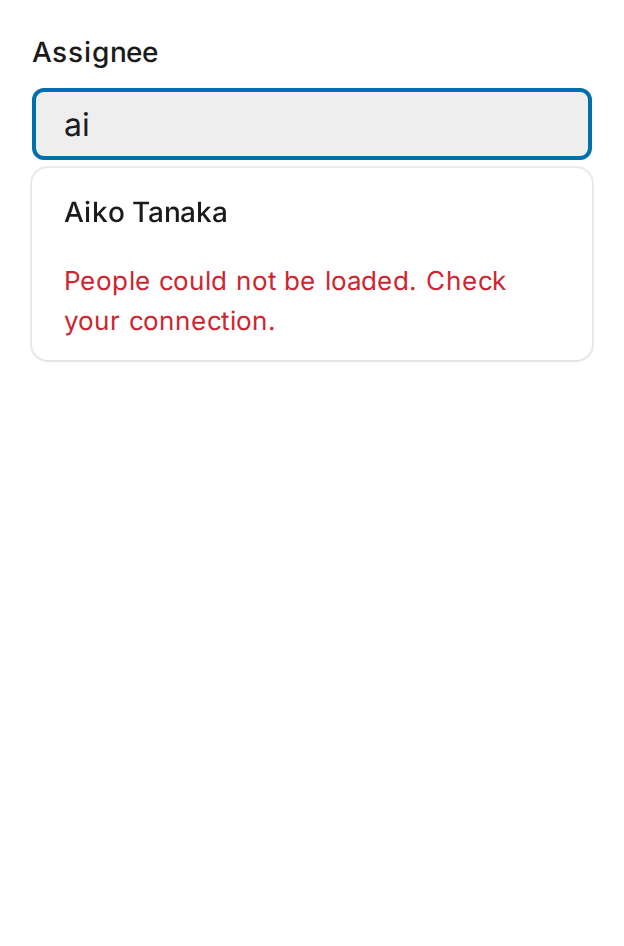 Assignee
ai
Aiko Tanaka
People could not be loaded. Check
your connection.